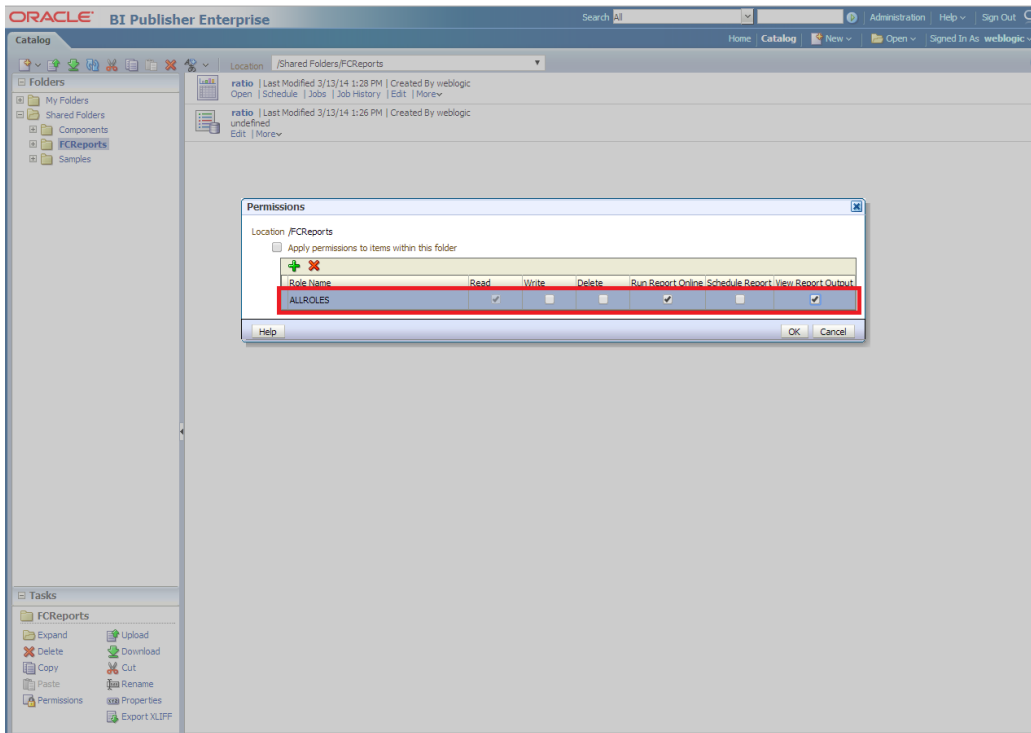 ORACLE BI Publisher Enterprise
Search All
Administration Help Sign Out
Catalog
Home Catalog New Open Signed In As weblogic
Location /Shared Folders/FCReports
Folders
My Folders
Shared Folders
Components
FCReports
Samples
ratio | Last Modified 3/13/14 1:28 PM | Created By weblogic
Open | Schedule | Jobs | Job History | Edit | More
ratio | Last Modified 3/13/14 1:26 PM | Created By weblogic
undefined
Edit | More
Permissions
Location /FCReports
Apply permissions to items within this folder
Role Name Read Write Delete Run Report Online Schedule Report View Report Output
ALLROLES
Help OK Cancel
Tasks
FCReports
Expand Upload
Delete Download
Copy Cut
Paste Rename
Permissions Properties
Export XLIFF